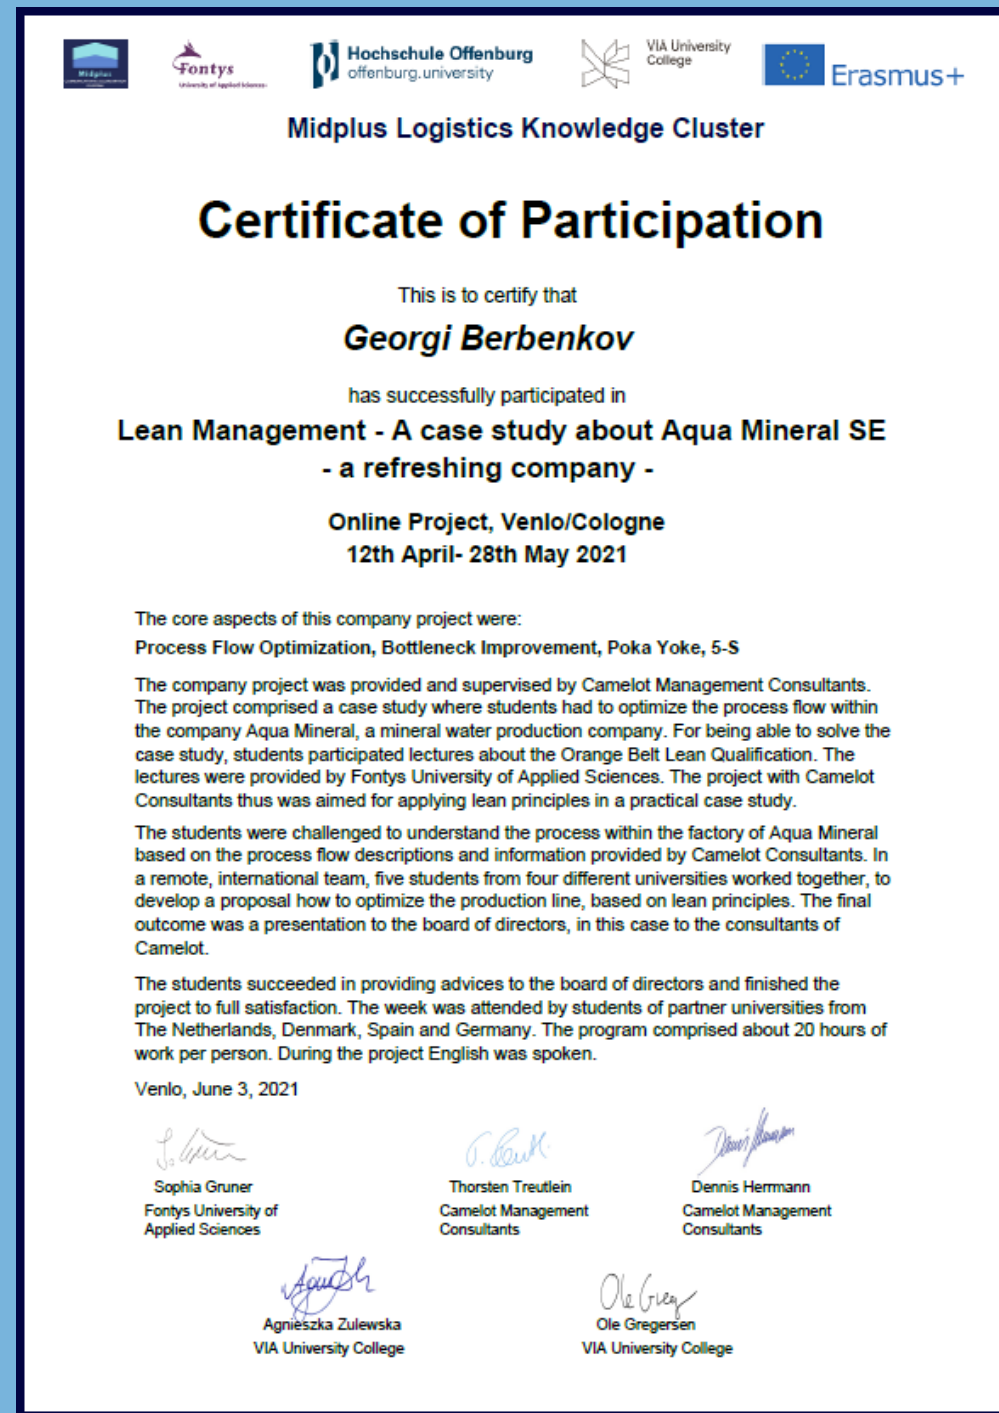 Midplus
Fontys
University of Applied Sciences
Hochschule Offenburg
offenburg.university
VIA University
College
Erasmus+
Midplus Logistics Knowledge Cluster
Certificate of Participation
This is to certify that
Georgi Berbenkov
has successfully participated in
Lean Management - A case study about Aqua Mineral SE
- a refreshing company -
Online Project, Venlo/Cologne
12th April- 28th May 2021
The core aspects of this company project were:
Process Flow Optimization, Bottleneck Improvement, Poka Yoke, 5-S
The company project was provided and supervised by Camelot Management Consultants.
The project comprised a case study where students had to optimize the process flow within
the company Aqua Mineral, a mineral water production company. For being able to solve the
case study, students participated lectures about the Orange Belt Lean Qualification. The
lectures were provided by Fontys University of Applied Sciences. The project with Camelot
Consultants thus was aimed for applying lean principles in a practical case study.
The students were challenged to understand the process within the factory of Aqua Mineral
based on the process flow descriptions and information provided by Camelot Consultants. In
a remote, international team, five students from four different universities worked together, to
develop a proposal how to optimize the production line, based on lean principles. The final
outcome was a presentation to the board of directors, in this case to the consultants of
Camelot.
The students succeeded in providing advices to the board of directors and finished the
project to full satisfaction. The week was attended by students of partner universities from
The Netherlands, Denmark, Spain and Germany. The program comprised about 20 hours of
work per person. During the project English was spoken.
Venlo, June 3, 2021
Sophia Gruner
Fontys University of
Applied Sciences
Thorsten Treutlein
Camelot Management
Consultants
Dennis Herrmann
Camelot Management
Consultants
Agnieszka Zulewska
VIA University College
Ole Greg
Ole Gregersen
VIA University College